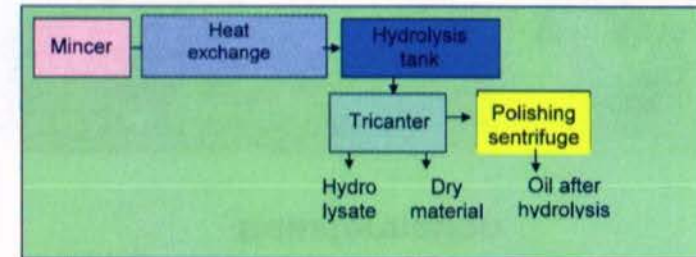 Mincer
Heat
exchange
Hydrolysis
tank
Tricanter
Polishing
sentrifuge
Hydro
lysate
Dry
material
Oil after
hydrolysis